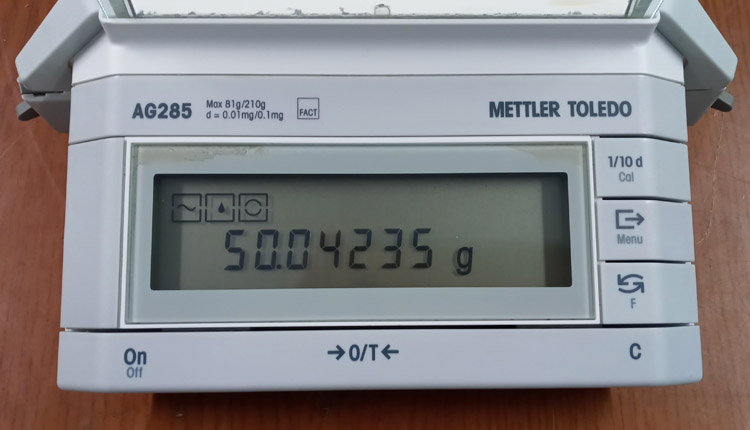 AG285
Max 81g/210g
d = 0.01mg/0.1mg
FACT
METTLER TOLEDO
1/10 d
Cal
50.04235 g
Menu
F
On
Off
→0/T←
C